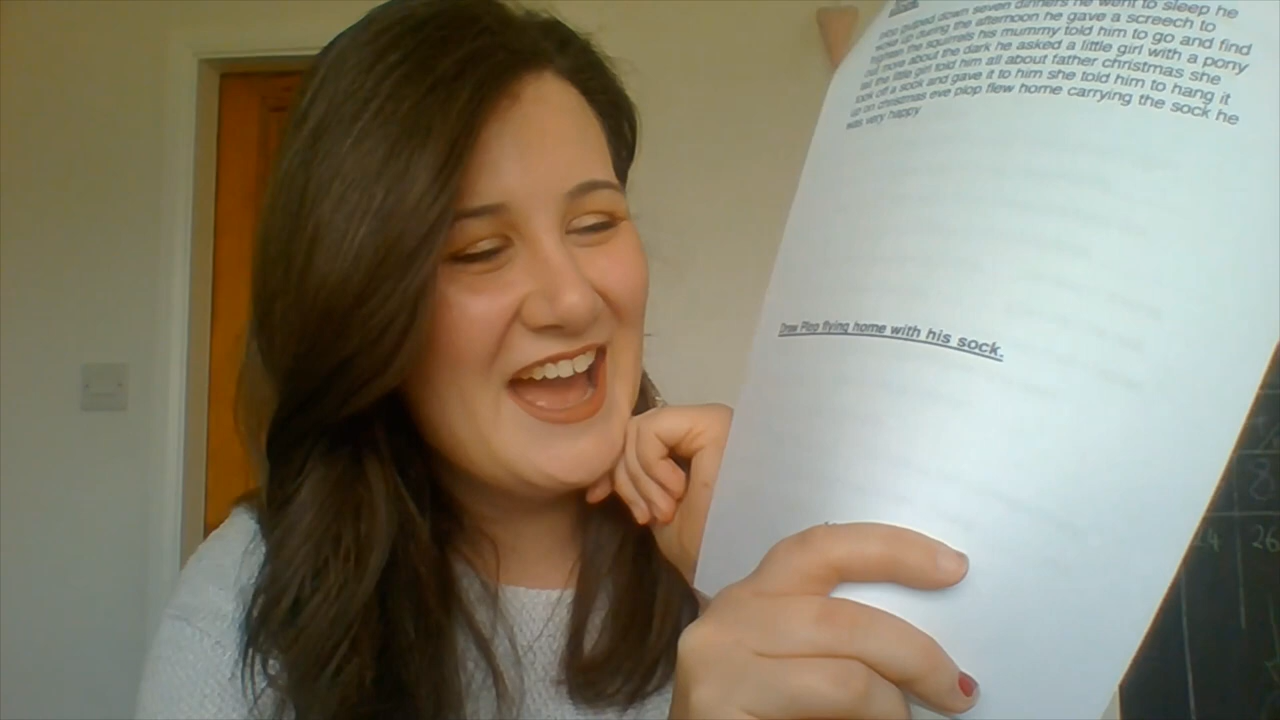 plop gulped down seven dinners he went to sleep he
woke up during the afternoon he gave a screech to
frighten the squirrels his mummy told him to go and find
out more about the dark he asked a little girl with a pony
tail the little girl told him all about father christmas she
took off a sock and gave it to him she told him to hang it
up on christmas eve plop flew home carrying the sock he
was very happy
Draw Plop flying home with his sock.
24
26